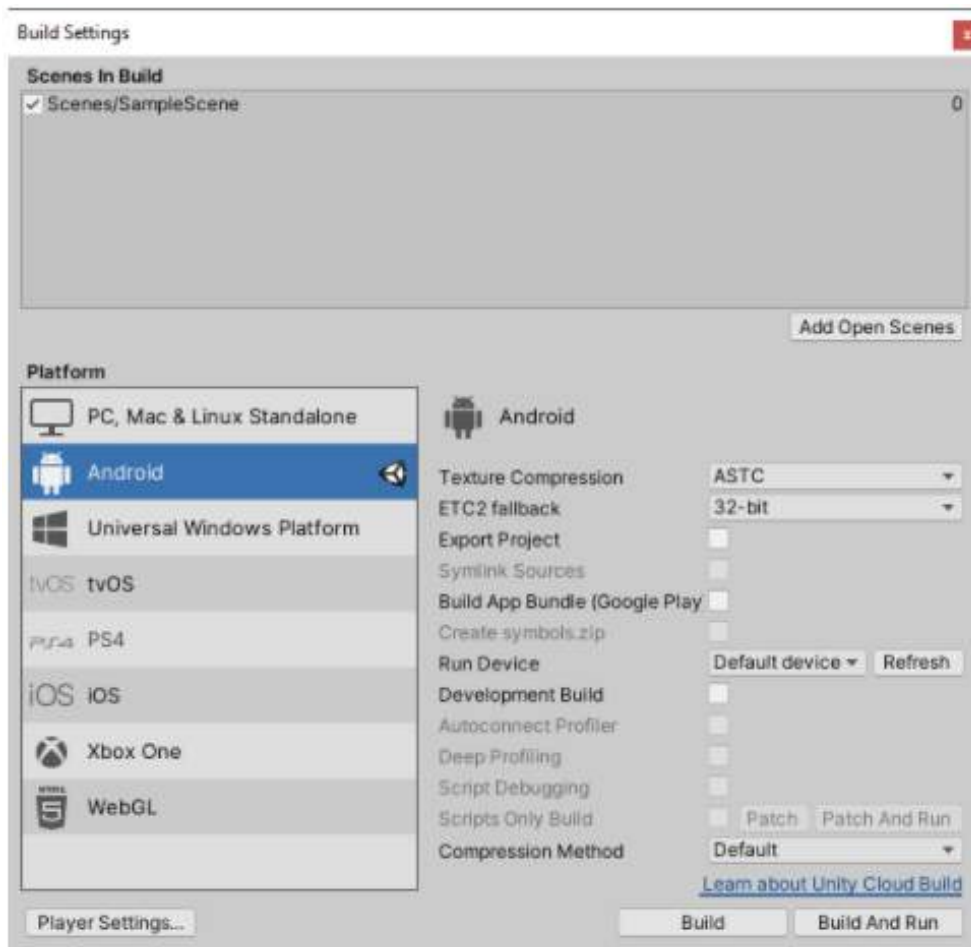 Build Settings
x
Scenes In Build
Scenes/SampleScene 0
Add Open Scenes
Platform
PC, Mac & Linux Standalone
Android
Universal Windows Platform
tvOS tvOS
PS4 PS4
iOS iOS
Xbox One
HTML 5 WebGL
Android
Texture Compression ASTC
ETC2 fallback 32-bit
Export Project
Symlink Sources
Build App Bundle (Google Play
Create symbols.zip
Run Device Default device Refresh
Development Build
Autoconnect Profiler
Deep Profiling
Script Debugging
Scripts Only Build Patch Patch And Run
Compression Method Default
Learn about Unity Cloud Build
Player Settings... Build Build And Run